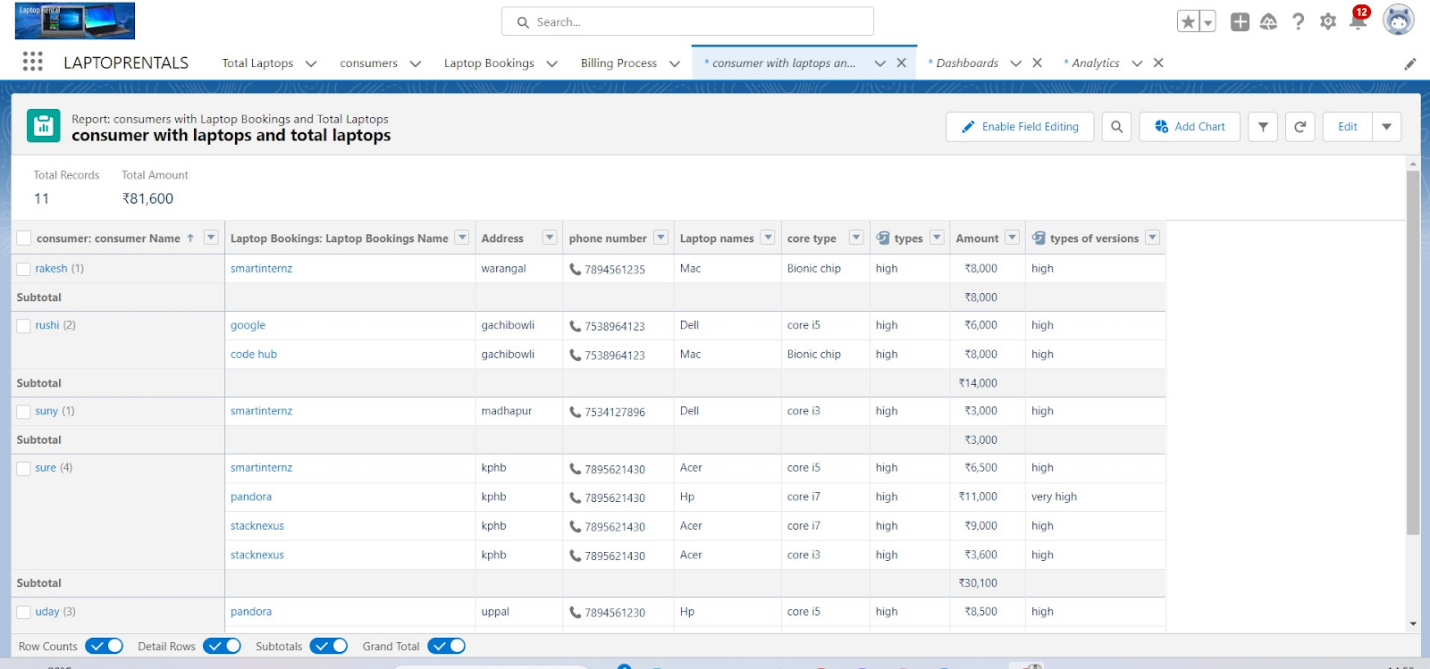 Laptop Rental
Search...
12
LAPTOPRENTALS Total Laptops consumers Laptop Bookings Billing Process * consumer with laptops an... * Dashboards * Analytics
Report: consumers with Laptop Bookings and Total Laptops
consumer with laptops and total laptops
Enable Field Editing Add Chart Edit
Total Records Total Amount
11 ₹81,600
consumer: consumer Name ↑ Laptop Bookings: Laptop Bookings Name Address phone number Laptop names core type types Amount types of versions
rakesh (1) smartinternz warangal 7894561235 Mac Bionic chip high ₹8,000 high
Subtotal ₹8,000
rushi (2) google gachibowli 7538964123 Dell core i5 high ₹6,000 high
code hub gachibowli 7538964123 Mac Bionic chip high ₹8,000 high
Subtotal ₹14,000
suny (1) smartinternz madhapur 7534127896 Dell core i3 high ₹3,000 high
Subtotal ₹3,000
sure (4) smartinternz kphb 7895621430 Acer core i5 high ₹6,500 high
pandora kphb 7895621430 Hp core i7 high ₹11,000 very high
stacknexus kphb 7895621430 Acer core i7 high ₹9,000 high
stacknexus kphb 7895621430 Acer core i3 high ₹3,600 high
Subtotal ₹30,100
uday (3) pandora uppal 7894561230 Hp core i5 high ₹8,500 high
Row Counts Detail Rows Subtotals Grand Total